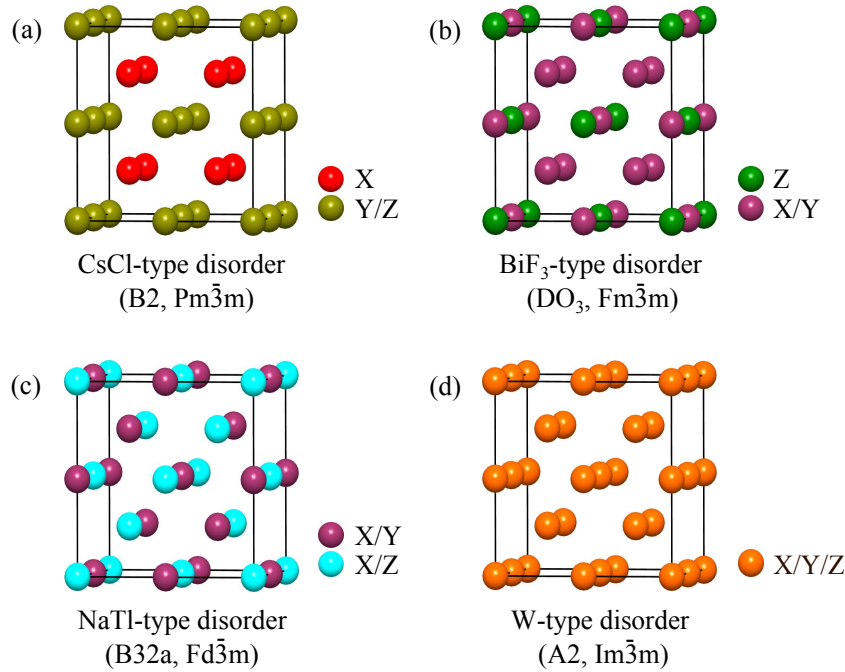 (a)
X
Y/Z
CsCl-type disorder
(B2, Pm3̄m)
(b)
Z
X/Y
BiF₃-type disorder
(DO₃, Fm3̄m)
(c)
X/Y
X/Z
NaTl-type disorder
(B32a, Fd3̄m)
(d)
X/Y/Z
W-type disorder
(A2, Im3̄m)